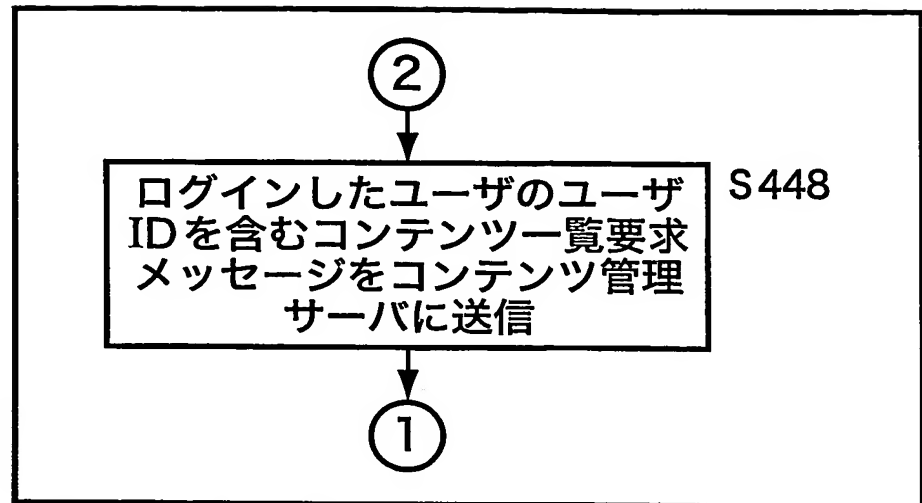 ②
ログインしたユーザのユーザ
IDを含むコンテンツ一覧要求
メッセージをコンテンツ管理
サーバに送信
S448
①